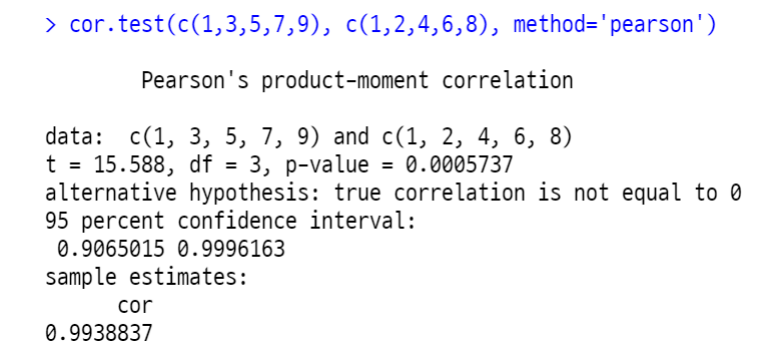 > cor.test(c(1,3,5,7,9), c(1,2,4,6,8), method='pearson')
Pearson's product-moment correlation
data:  c(1, 3, 5, 7, 9) and c(1, 2, 4, 6, 8)
t = 15.588, df = 3, p-value = 0.0005737
alternative hypothesis: true correlation is not equal to 0
95 percent confidence interval:
0.9065015 0.9996163
sample estimates:
cor
0.9938837